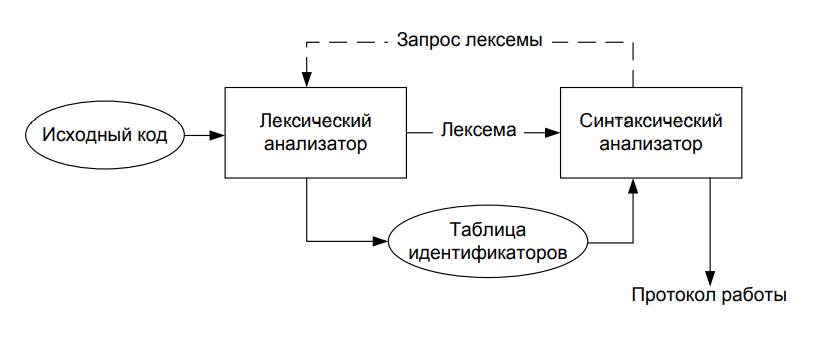 Запрос лексемы
Исходный код
Лексический
анализатор
Лексема
Синтаксический
анализатор
Таблица
идентификаторов
Протокол работы